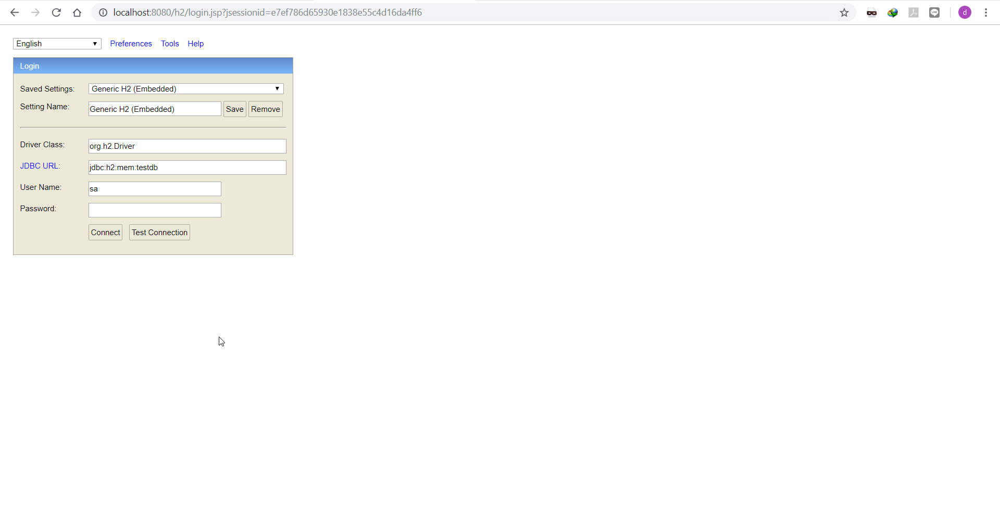 localhost:8080/h2/login.jsp?jsessionid=e7ef786d65930e1838e55c4d16da4ff6
d
English Preferences Tools Help
Login
Saved Settings: Generic H2 (Embedded)
Setting Name: Generic H2 (Embedded) Save Remove
Driver Class: org.h2.Driver
JDBC URL: jdbc:h2:mem:testdb
User Name: sa
Password:
Connect Test Connection